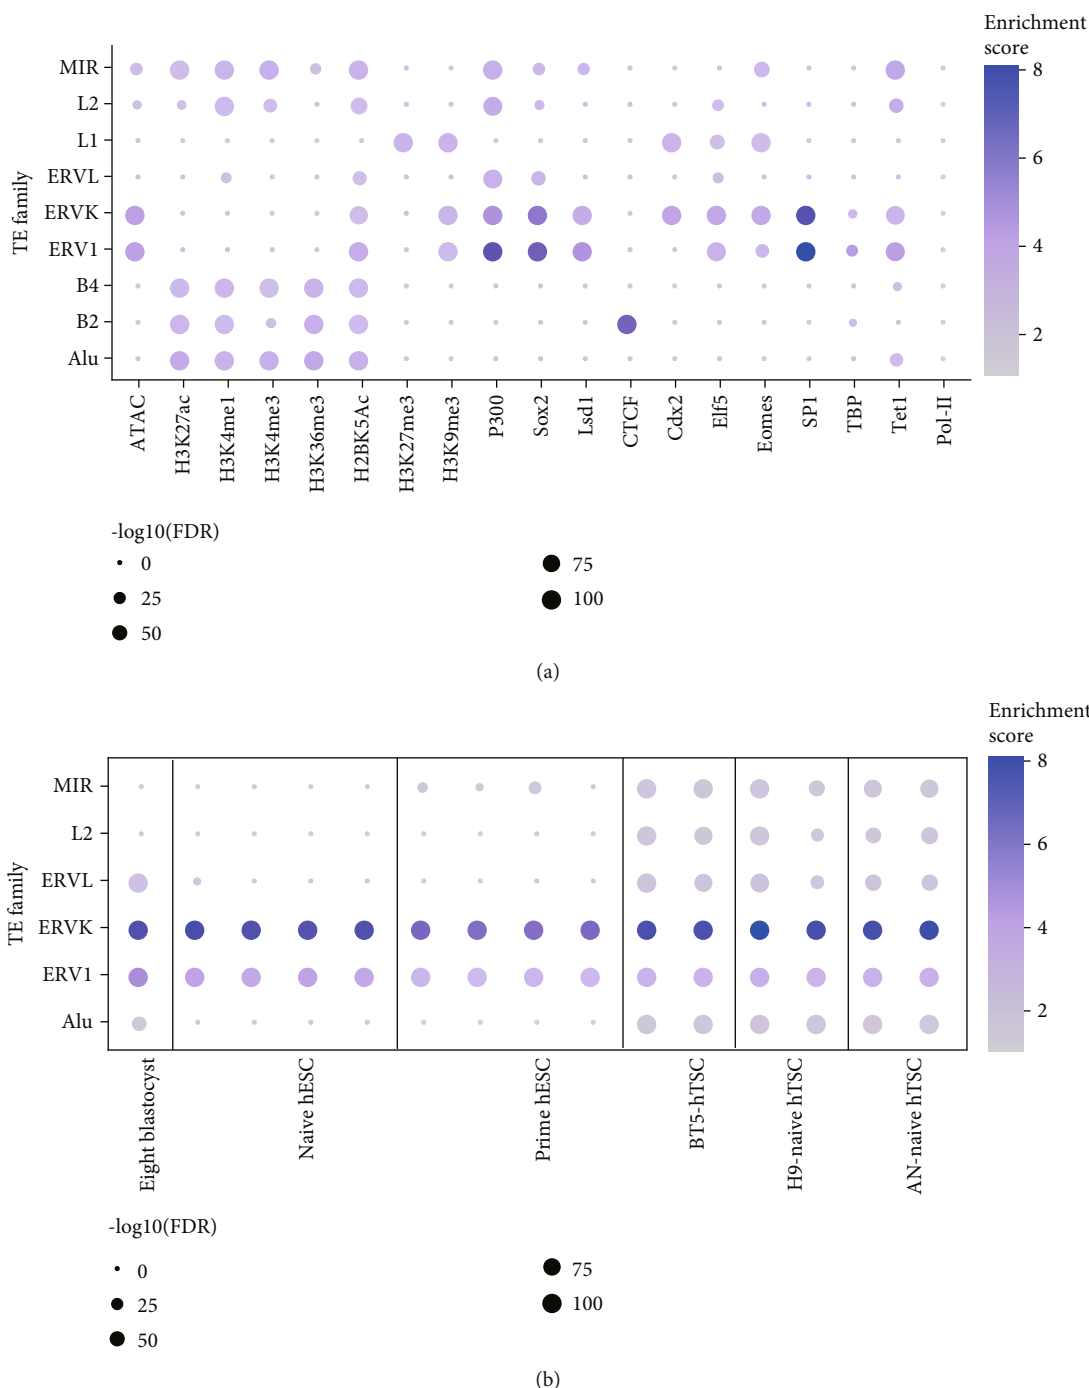 Enrichment
score
TE family
MIR
L2
L1
ERVL
ERVK
ERV1
B4
B2
Alu
8
6
4
2
ATAC
H3K27ac
H3K4me1
H3K4me3
H3K36me3
H2BK5Ac
H3K27me3
H3K9me3
P300
Sox2
Lsd1
CTCF
Cdx2
Elf5
Eomes
SP1
TBP
Tet1
Pol-II
-log10(FDR)
0
25
50
75
100
(a)
Enrichment
score
TE family
MIR
L2
ERVL
ERVK
ERV1
Alu
8
6
4
2
Eight blastocyst
Naive hESC
Prime hESC
BT5-hTSC
H9-naive hTSC
AN-naive hTSC
-log10(FDR)
0
25
50
75
100
(b)